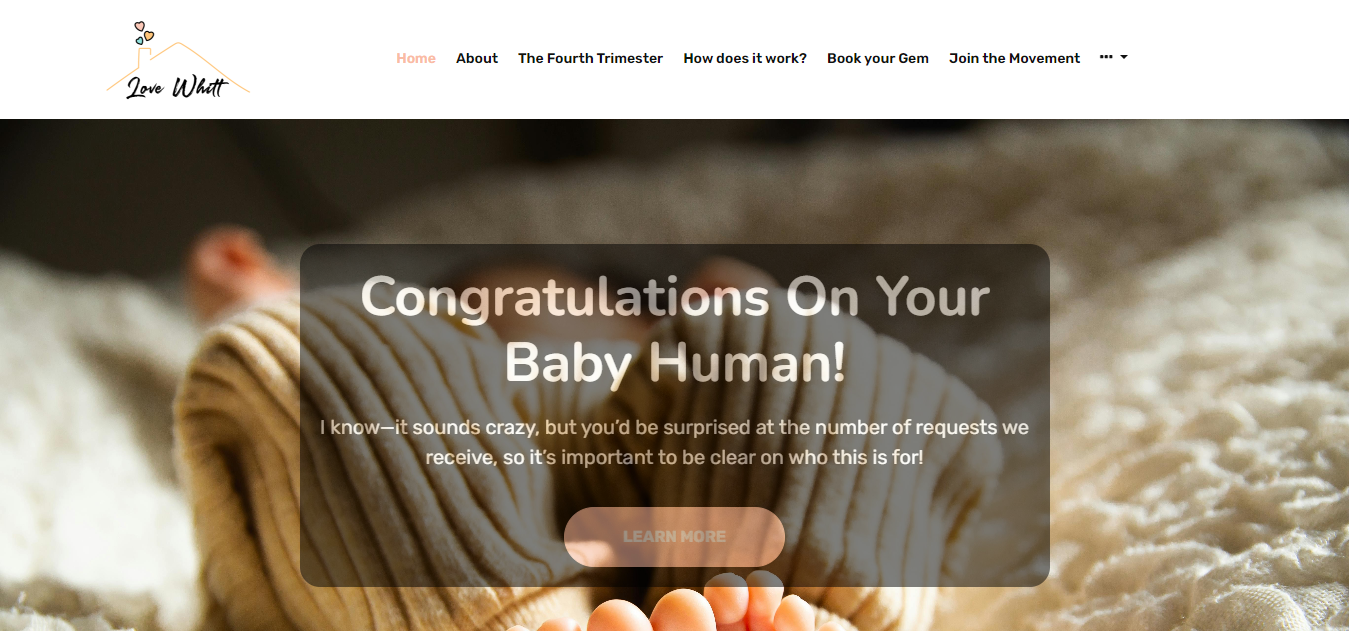 Love Whitt
Home About The Fourth Trimester How does it work? Book your Gem Join the Movement ...
Congratulations On Your
Baby Human!
I know—it sounds crazy, but you’d be surprised at the number of requests we
receive, so it’s important to be clear on who this is for!
LEARN MORE